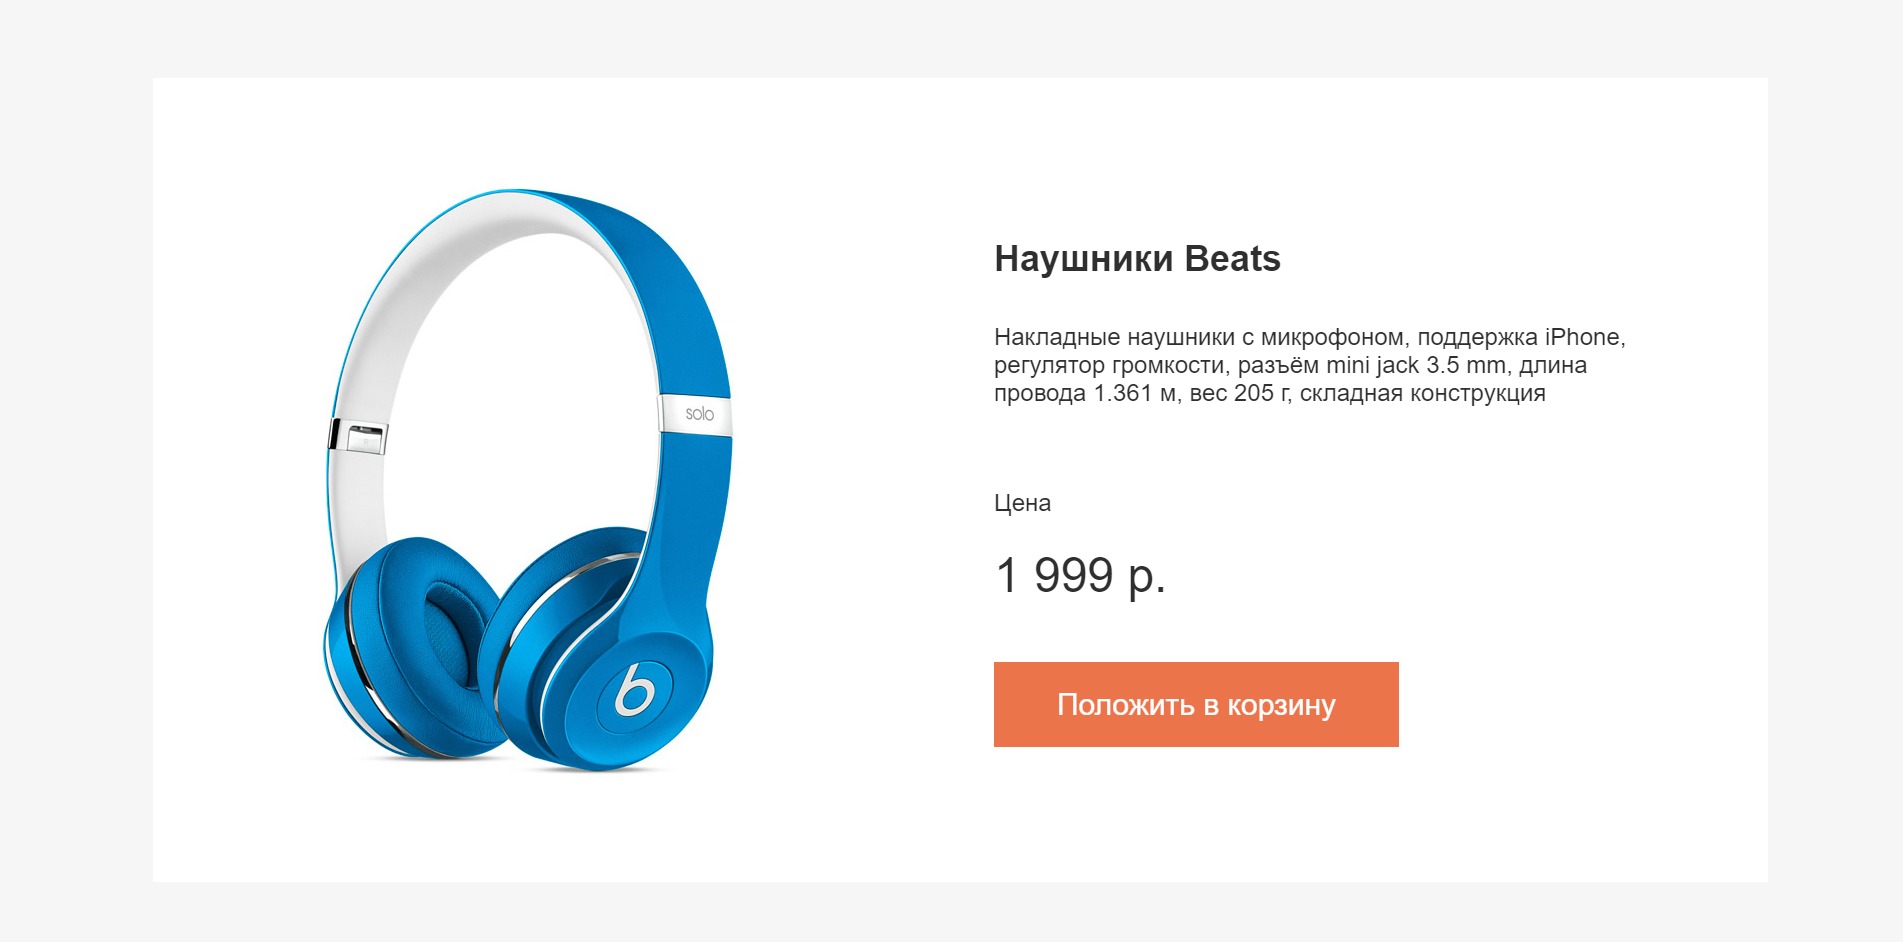 Наушники Beats
Накладные наушники с микрофоном, поддержка iPhone,
регулятор громкости, разъём mini jack 3.5 mm, длина
провода 1.361 м, вес 205 г, складная конструкция
solo
Цена
1 999 р.
b
Положить в корзину